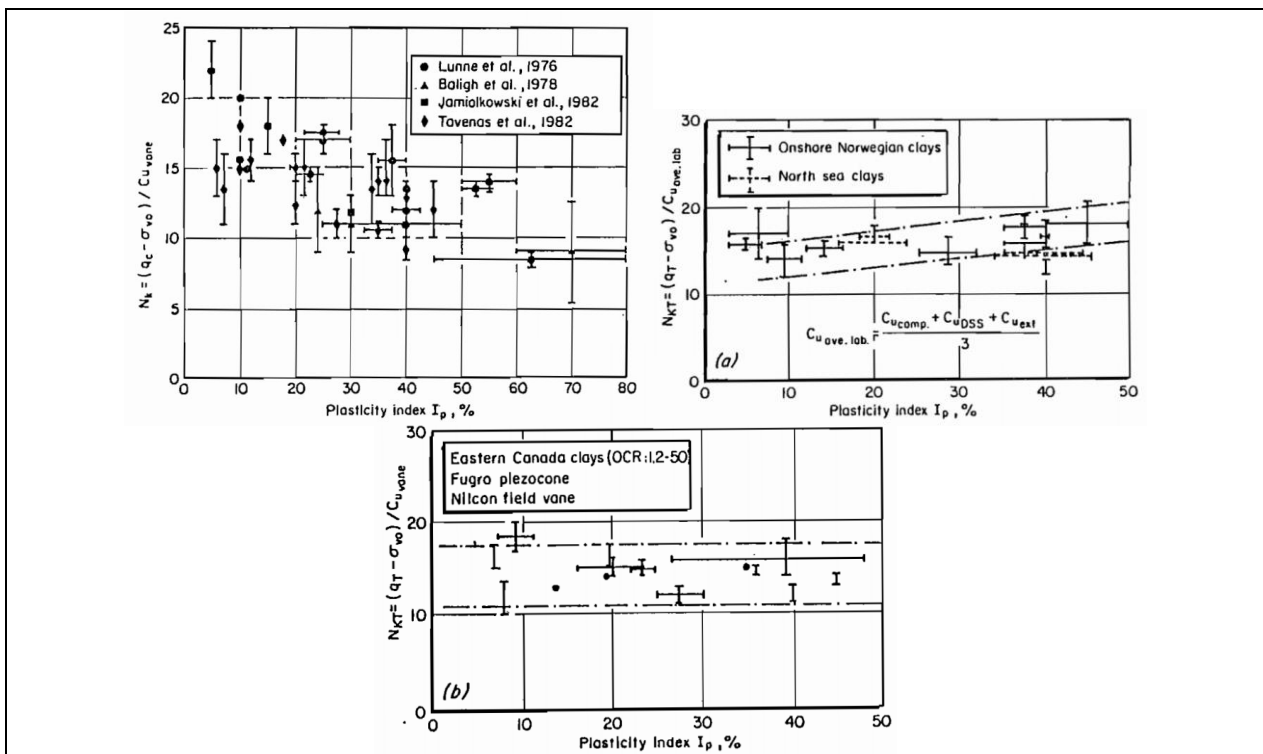 25
20
15
10
5
0
N_k = (q_c − σ_vo) / C_u vane
● Lunne et al., 1976
▲ Baligh et al., 1978
■ Jamiolkowski et al., 1982
♦ Tavenas et al., 1982
0 10 20 30 40 50 60 70 80
Plasticity index I_p , %
30
20
10
0
N_KT = (q_T − σ_vo) / C_u ave. lab
Onshore Norwegian clays
North sea clays
C_u ave. lab. = (C_u comp. + C_u DSS + C_u ext) / 3
(a)
0 10 20 30 40 50
Plasticity index I_p , %
30
20
10
0
N_KT = (q_T − σ_vo) / C_u vane
Eastern Canada clays (OCR:1,2-50)
Fugro piezocone
Nilcon field vane
(b)
0 10 20 30 40 50
Plasticity index I_p , %